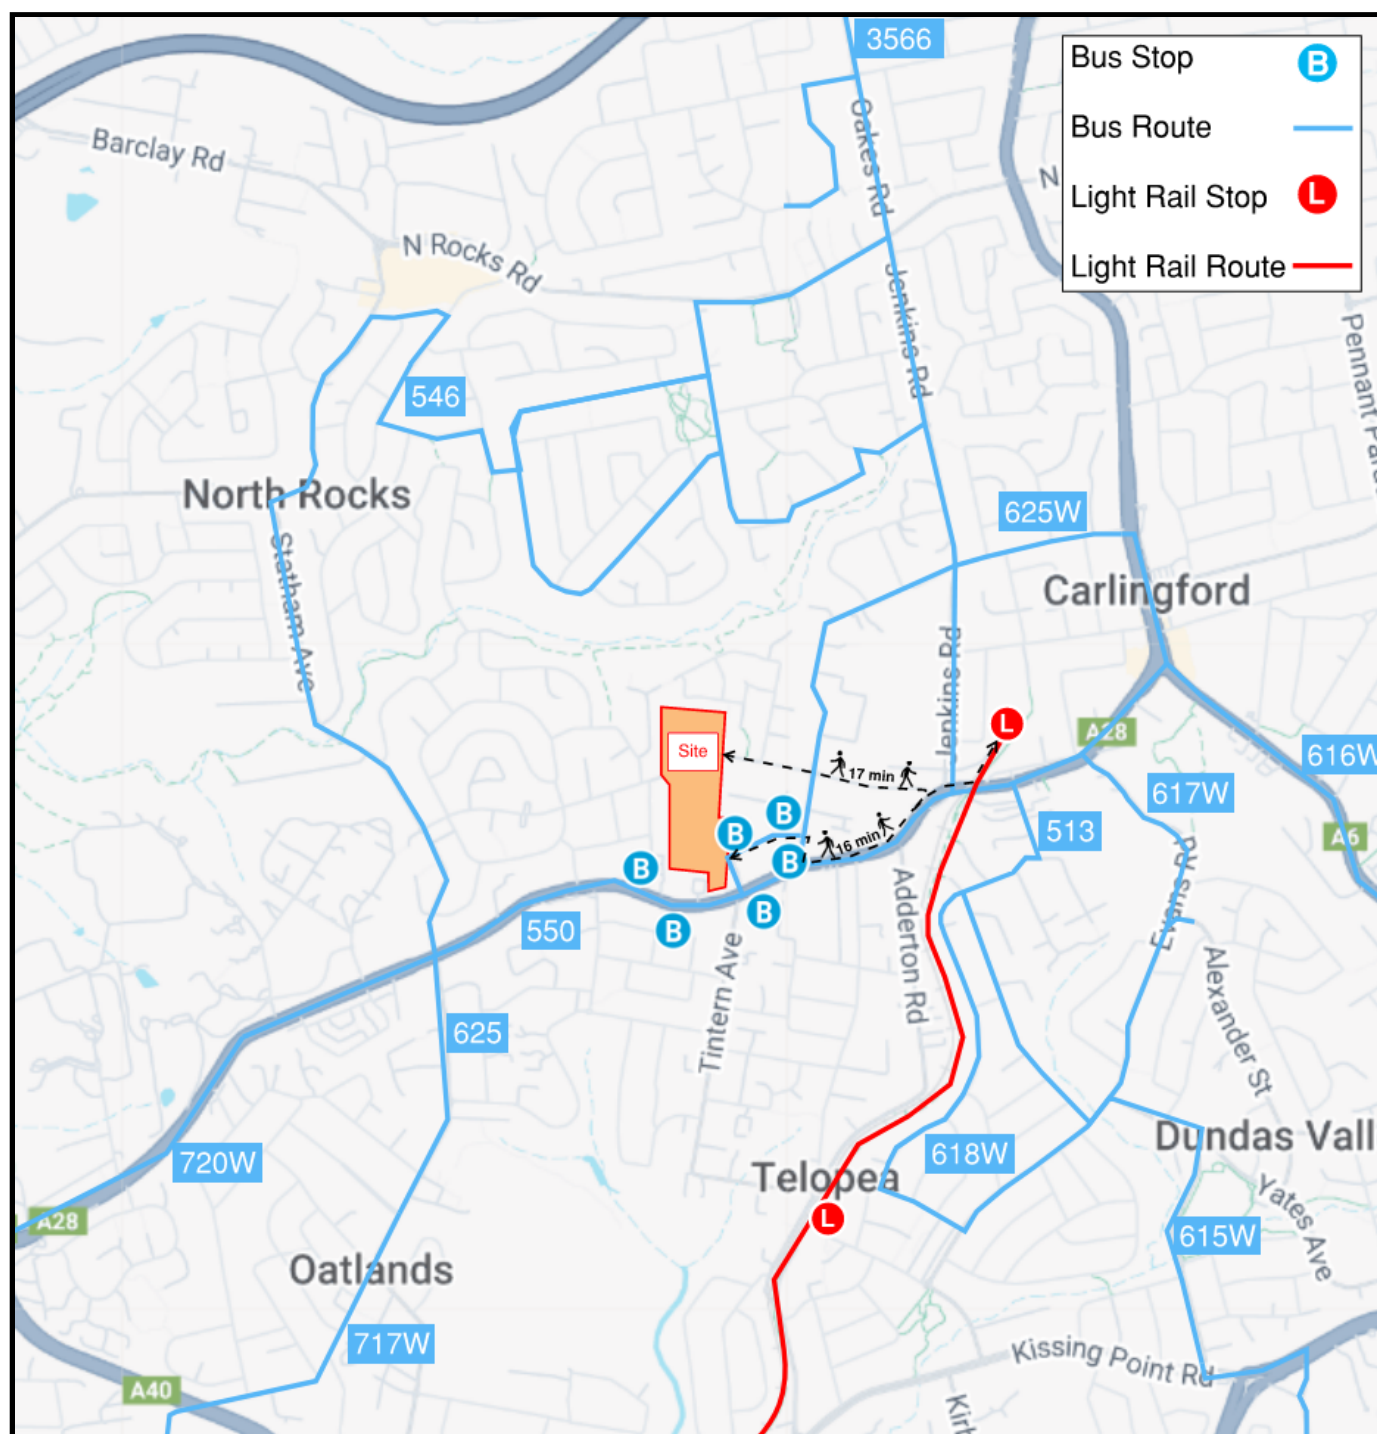 3566
Bus Stop B
Bus Route
Light Rail Stop L
Light Rail Route
Barclay Rd
Oakes Rd
N
N Rocks Rd
Jenkins Rd
546
North Rocks
625W
Carlingford
Statham Ave
Jenkins Rd
L
A28
Site
17 min
616W
617W
B
B
16 min
513
A6
B
B
B
B
550
Adderton Rd
Evans Rd
Tintern Ave
Alexander St
625
720W
618W
Dundas Vall
Telopea
Yates Ave
L
A28
615W
Oatlands
717W
Kissing Point Rd
A40